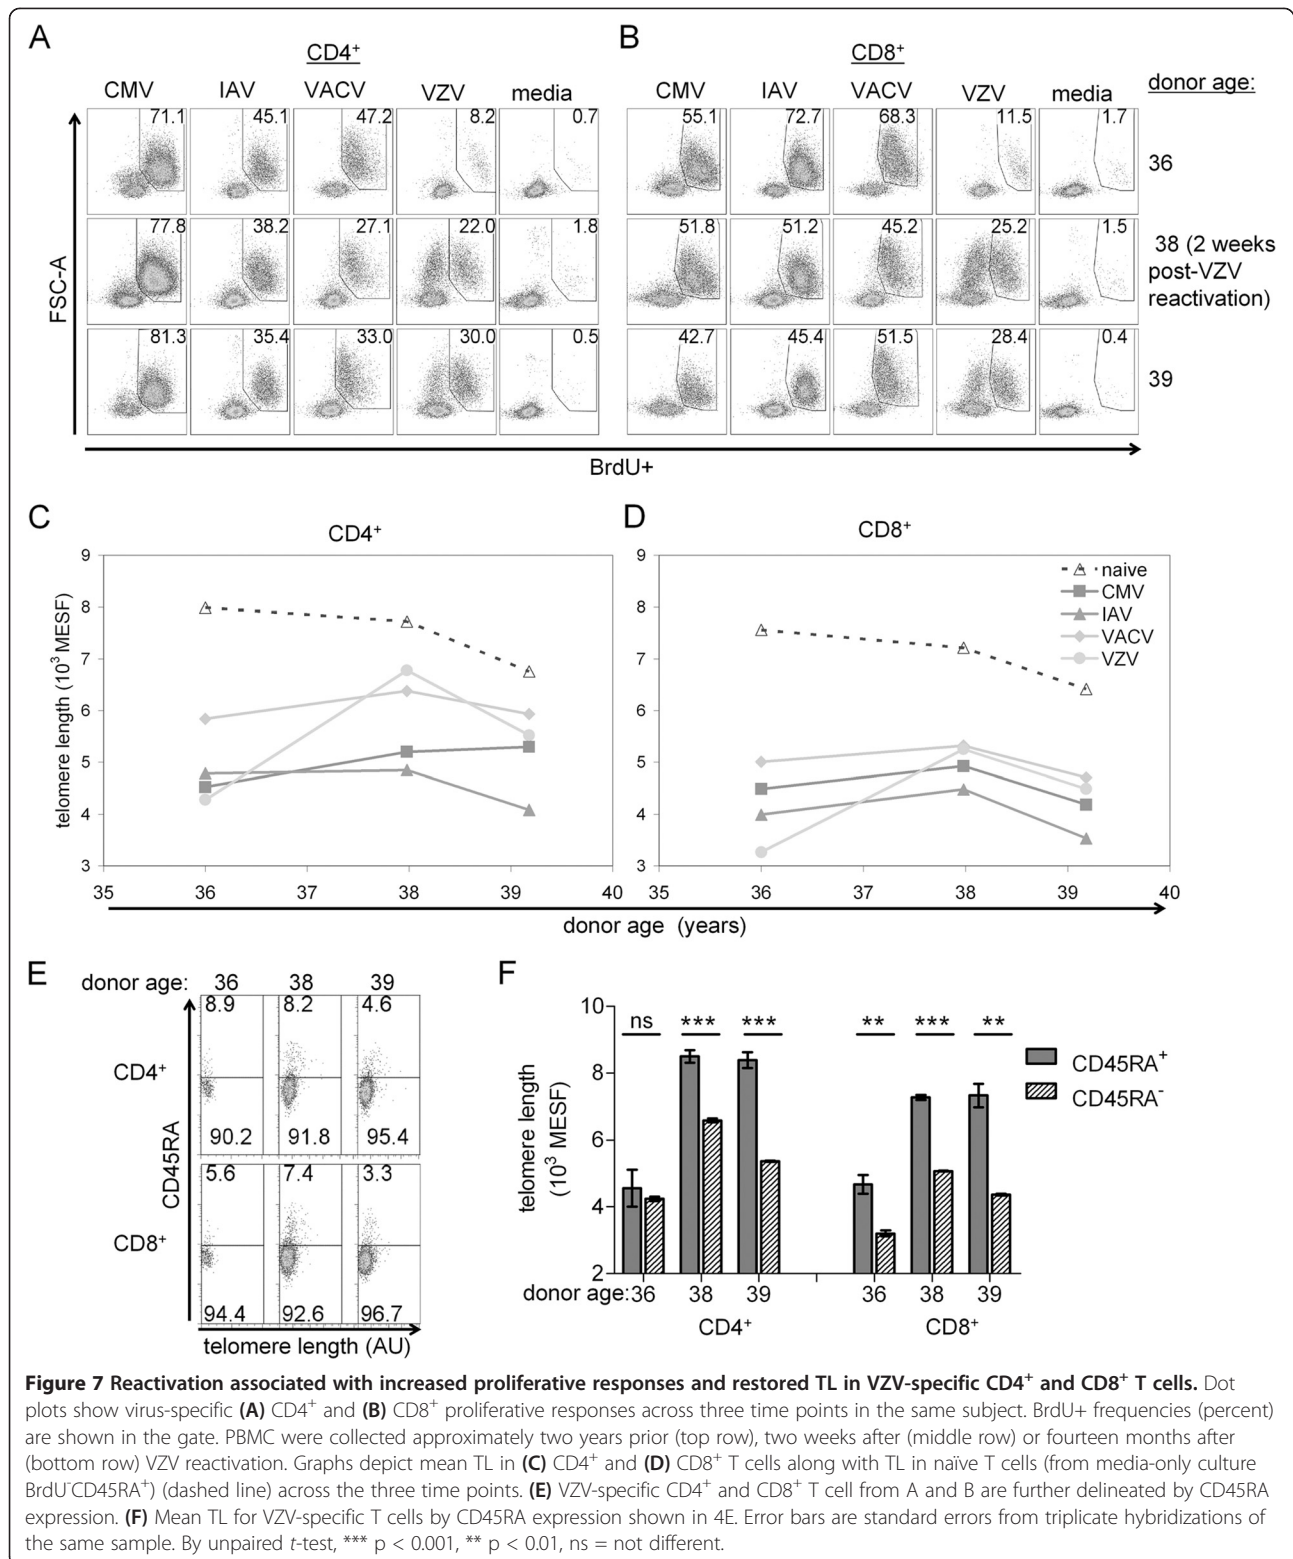 A
B
CD4+
CD8+
donor age:
CMV IAV VACV VZV media
CMV IAV VACV VZV media
71.1 45.1 47.2 8.2 0.7
55.1 72.7 68.3 11.5 1.7
36
77.8 38.2 27.1 22.0 1.8
51.8 51.2 45.2 25.2 1.5
38 (2 weeks
post-VZV
reactivation)
81.3 35.4 33.0 30.0 0.5
42.7 45.4 51.5 28.4 0.4
39
FSC-A
BrdU+
C
CD4+
telomere length (10³ MESF)
9
8
7
6
5
4
3
35 36 37 38 39 40
D
CD8+
9
8
7
6
5
4
3
35 36 37 38 39 40
naive
CMV
IAV
VACV
VZV
donor age (years)
E
donor age: 36 38 39
8.9 8.2 4.6
CD4+
90.2 91.8 95.4
5.6 7.4 3.3
CD8+
94.4 92.6 96.7
CD45RA
telomere length (AU)
F
telomere length
(10³ MESF)
10
8
6
4
2
ns *** *** ** *** **
CD45RA+
CD45RA-
donor age: 36 38 39 36 38 39
CD4+ CD8+
Figure 7 Reactivation associated with increased proliferative responses and restored TL in VZV-specific CD4+ and CD8+ T cells. Dot
plots show virus-specific (A) CD4+ and (B) CD8+ proliferative responses across three time points in the same subject. BrdU+ frequencies (percent)
are shown in the gate. PBMC were collected approximately two years prior (top row), two weeks after (middle row) or fourteen months after
(bottom row) VZV reactivation. Graphs depict mean TL in (C) CD4+ and (D) CD8+ T cells along with TL in naïve T cells (from media-only culture
BrdU-CD45RA+) (dashed line) across the three time points. (E) VZV-specific CD4+ and CD8+ T cell from A and B are further delineated by CD45RA
expression. (F) Mean TL for VZV-specific T cells by CD45RA expression shown in 4E. Error bars are standard errors from triplicate hybridizations of
the same sample. By unpaired t-test, *** p < 0.001, ** p < 0.01, ns = not different.